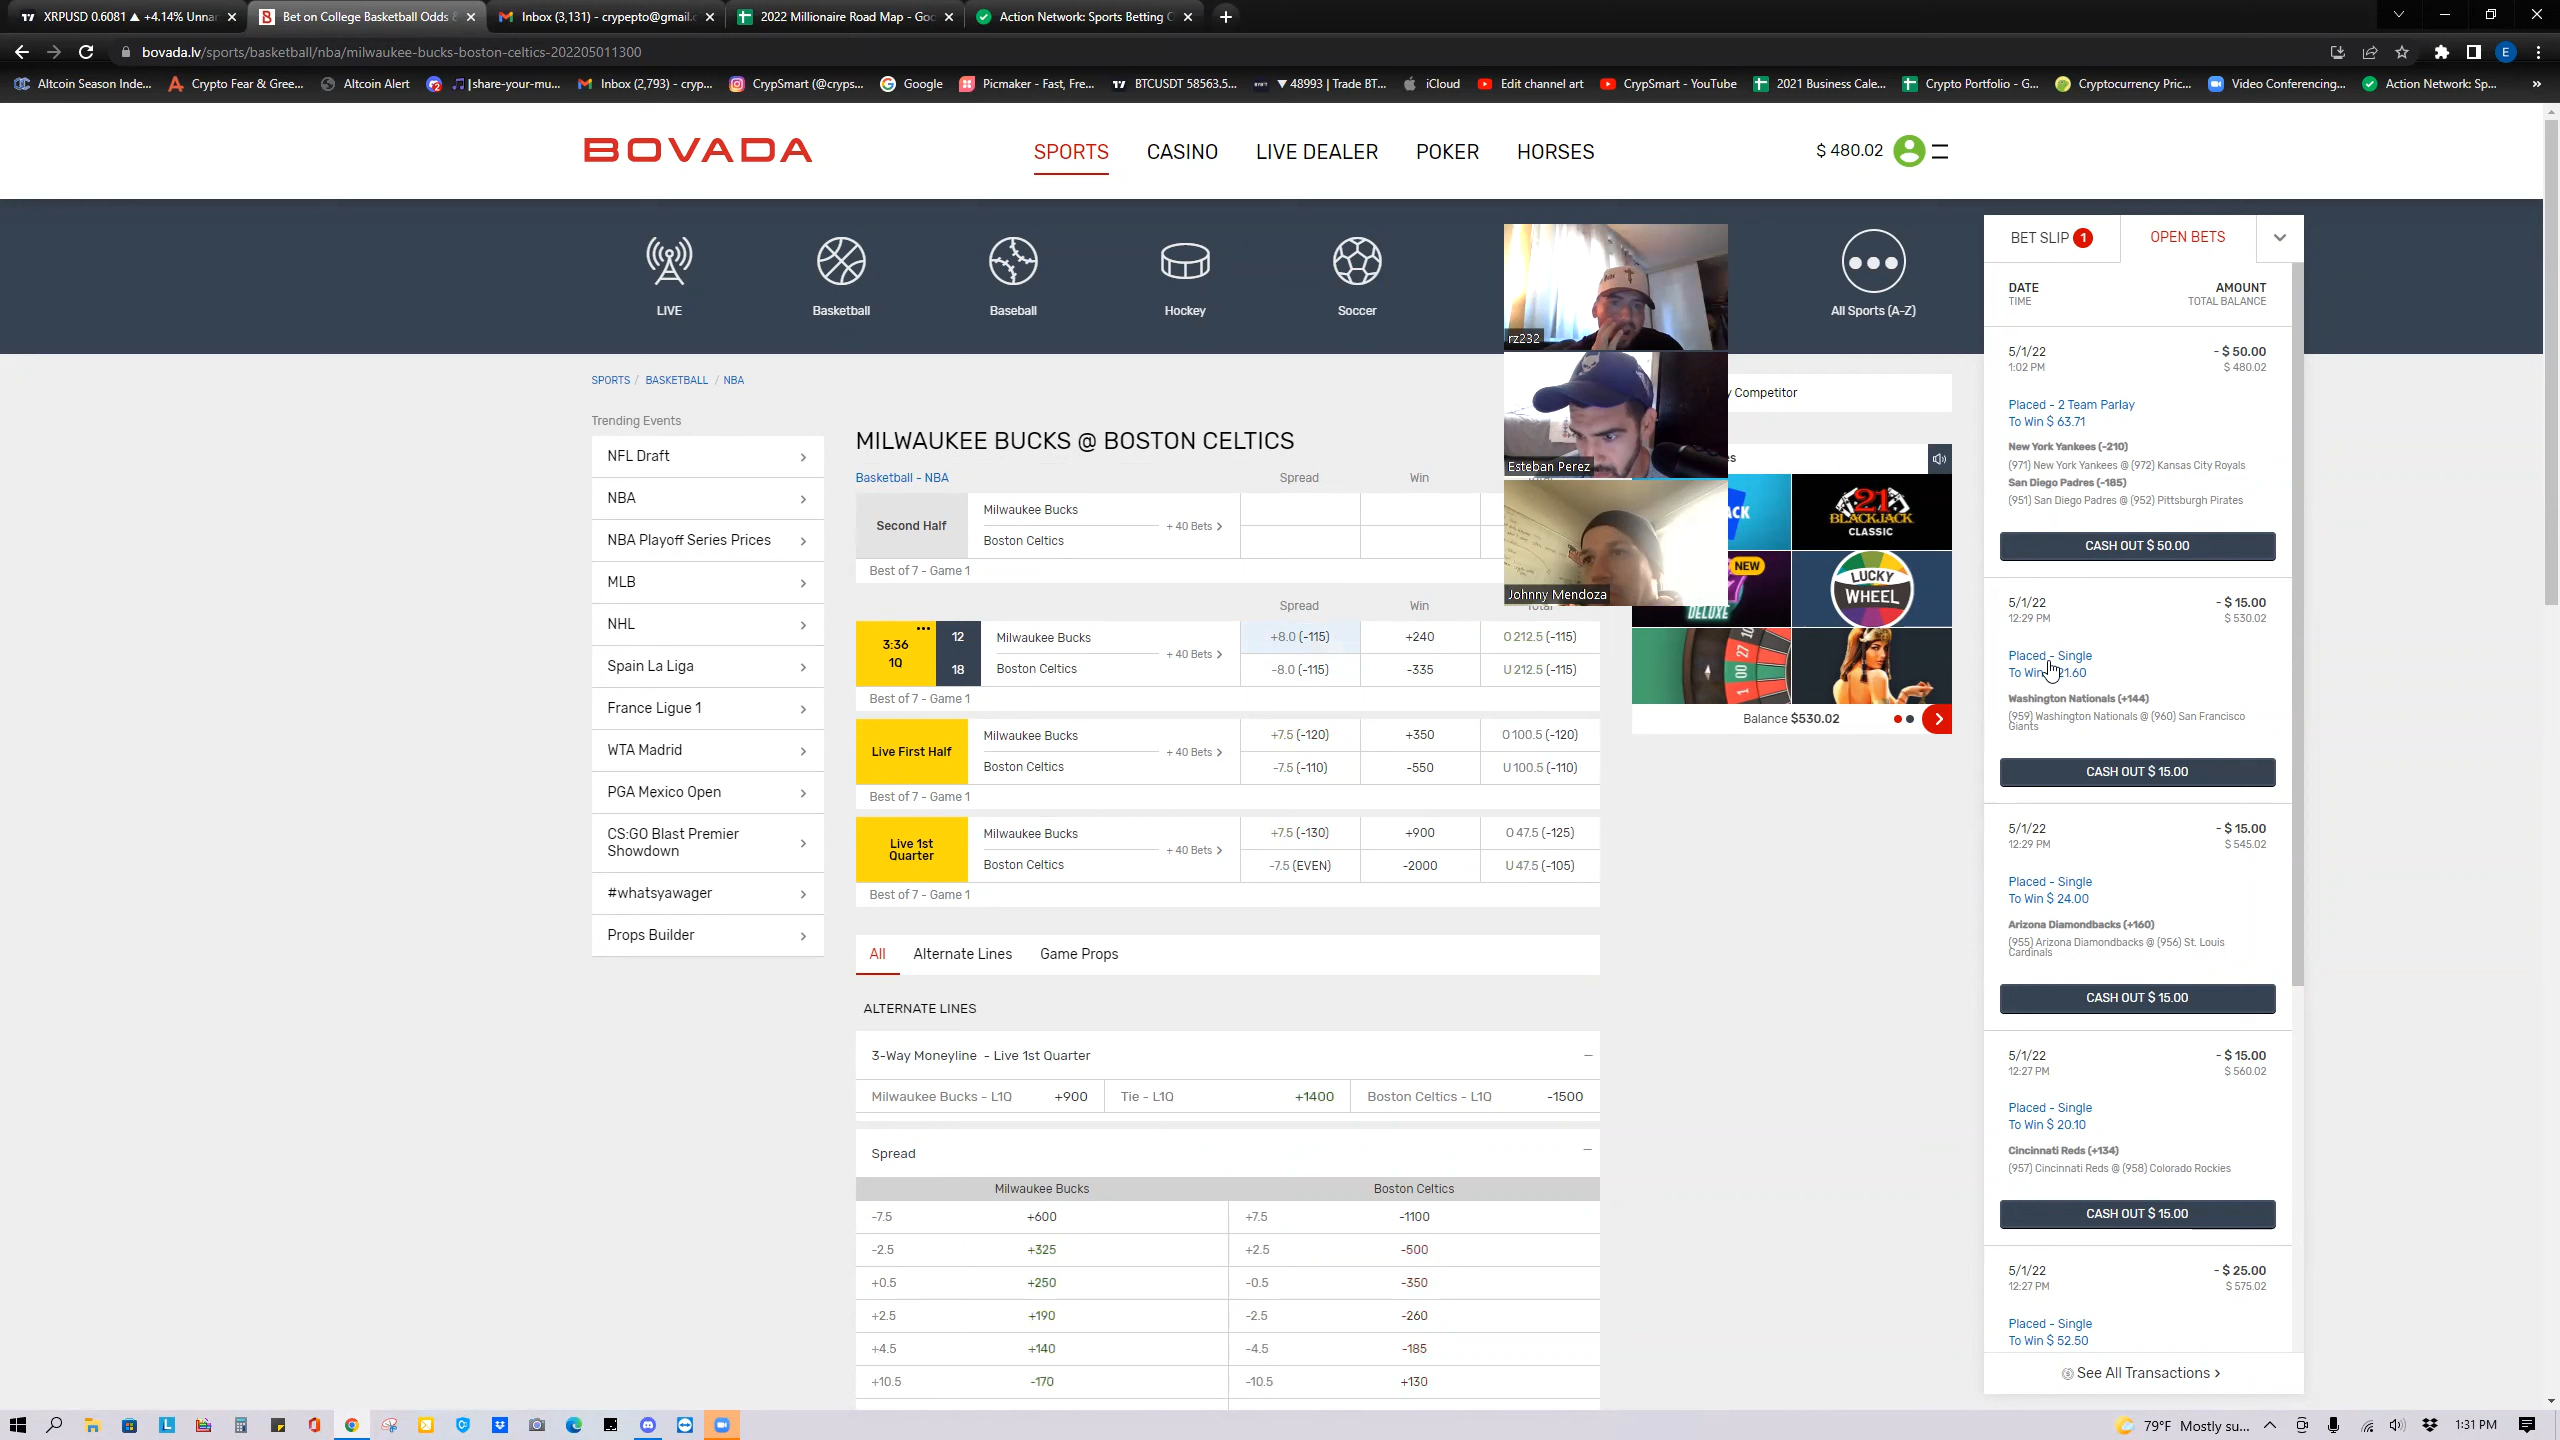 XRPUSD 0.6081 ▲ +4.14% Unnar
Bet on College Basketball Odds &
Inbox (3,131) - crypepto@gmail.c
2022 Millionaire Road Map - Goo
Action Network: Sports Betting O
bovada.lv/sports/basketball/nba/milwaukee-bucks-boston-celtics-202205011300
E
Altcoin Season Inde...
Crypto Fear & Gree...
Altcoin Alert
|share-your-mu...
Inbox (2,793) - cryp...
CrypSmart (@cryps...
Google
Picmaker - Fast, Fre...
BTCUSDT 58563.5...
▼ 48993 | Trade BT...
iCloud
Edit channel art
CrypSmart - YouTube
2021 Business Cale...
Crypto Portfolio - G...
Cryptocurrency Pric...
Video Conferencing...
Action Network: Sp...
»
BOVADA
SPORTS
CASINO
LIVE DEALER
POKER
HORSES
$ 480.02
LIVE
Basketball
Baseball
Hockey
Soccer
All Sports (A-Z)
rz232
Esteban Perez
Johnny Mendoza
SPORTS / BASKETBALL / NBA
Trending Events
NFL Draft
NBA
NBA Playoff Series Prices
MLB
NHL
Spain La Liga
France Ligue 1
WTA Madrid
PGA Mexico Open
CS:GO Blast Premier
Showdown
#whatsyawager
Props Builder
MILWAUKEE BUCKS @ BOSTON CELTICS
Basketball - NBA Spread Win
Second Half
Milwaukee Bucks
+ 40 Bets
Boston Celtics
Best of 7 - Game 1
Spread Win Total
3:36
1Q
12 Milwaukee Bucks +8.0 (-115) +240 O 212.5 (-115)
+ 40 Bets
18 Boston Celtics -8.0 (-115) -335 U 212.5 (-115)
Best of 7 - Game 1
Live First Half
Milwaukee Bucks +7.5 (-120) +350 O 100.5 (-120)
+ 40 Bets
Boston Celtics -7.5 (-110) -550 U 100.5 (-110)
Best of 7 - Game 1
Live 1st
Quarter
Milwaukee Bucks +7.5 (-130) +900 O 47.5 (-125)
+ 40 Bets
Boston Celtics -7.5 (EVEN) -2000 U 47.5 (-105)
Best of 7 - Game 1
All
Alternate Lines
Game Props
ALTERNATE LINES
3-Way Moneyline - Live 1st Quarter
Milwaukee Bucks - L1Q +900 Tie - L1Q +1400 Boston Celtics - L1Q -1500
Spread
Milwaukee Bucks Boston Celtics
-7.5 +600 +7.5 -1100
-2.5 +325 +2.5 -500
+0.5 +250 -0.5 -350
+2.5 +190 -2.5 -260
+4.5 +140 -4.5 -185
+10.5 -170 -10.5 +130
y Competitor
es
ACK
21
BLACKJACK
CLASSIC
NEW
DELUXE
LUCKY
WHEEL
Balance $530.02
BET SLIP 1
OPEN BETS
DATE AMOUNT
TIME TOTAL BALANCE
5/1/22 - $ 50.00
1:02 PM $ 480.02
Placed - 2 Team Parlay
To Win $ 63.71
New York Yankees (-210)
(971) New York Yankees @ (972) Kansas City Royals
San Diego Padres (-185)
(951) San Diego Padres @ (952) Pittsburgh Pirates
CASH OUT $ 50.00
5/1/22 - $ 15.00
12:29 PM $ 530.02
Placed - Single
To Win 21.60
Washington Nationals (+144)
(959) Washington Nationals @ (960) San Francisco
Giants
CASH OUT $ 15.00
5/1/22 - $ 15.00
12:29 PM $ 545.02
Placed - Single
To Win $ 24.00
Arizona Diamondbacks (+160)
(955) Arizona Diamondbacks @ (956) St. Louis
Cardinals
CASH OUT $ 15.00
5/1/22 - $ 15.00
12:27 PM $ 560.02
Placed - Single
To Win $ 20.10
Cincinnati Reds (+134)
(957) Cincinnati Reds @ (958) Colorado Rockies
CASH OUT $ 15.00
5/1/22 - $ 25.00
12:27 PM $ 575.02
Placed - Single
To Win $ 52.50
See All Transactions
79°F Mostly su...
1:31 PM